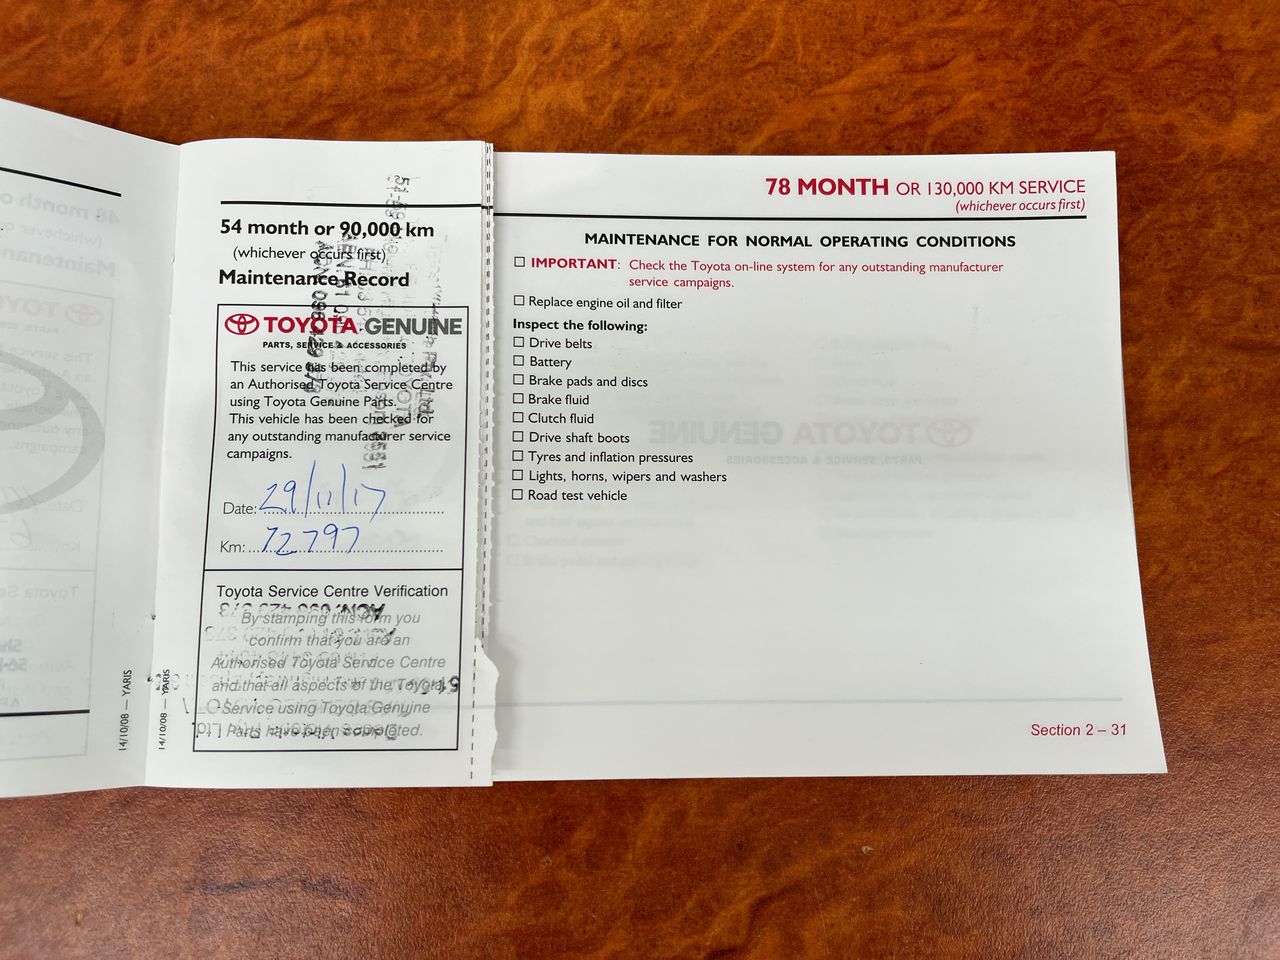 54 month or 90,000 km
(whichever occurs first)
Maintenance Record
TOYOTA GENUINE
PARTS, SERVICE & ACCESSORIES
This service has been completed by
an Authorised Toyota Service Centre
using Toyota Genuine Parts.
This vehicle has been checked for
any outstanding manufacturer service
campaigns.
Date: 29/11/17
Km: 72797
Toyota Service Centre Verification
By stamping this form you
confirm that you are an
Authorised Toyota Service Centre
and that all aspects of the Toyota
Service using Toyota Genuine
Parts have been completed.
14/10/08 — YARIS
14/10/08 — YARIS
78 MONTH OR 130,000 KM SERVICE
(whichever occurs first)
MAINTENANCE FOR NORMAL OPERATING CONDITIONS
IMPORTANT: Check the Toyota on-line system for any outstanding manufacturer
service campaigns.
Replace engine oil and filter
Inspect the following:
Drive belts
Battery
Brake pads and discs
Brake fluid
Clutch fluid
Drive shaft boots
Tyres and inflation pressures
Lights, horns, wipers and washers
Road test vehicle
Section 2 – 31